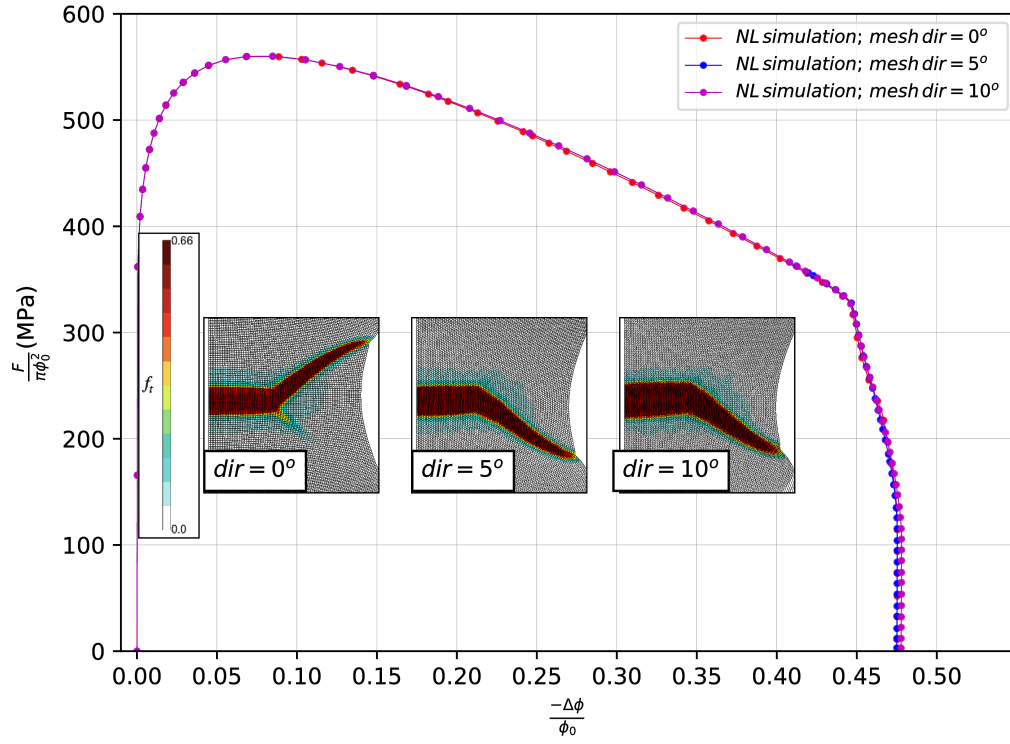 600
500
400
300
200
100
0
F/πϕ₀² (MPa)
NL simulation; mesh dir = 0°
NL simulation; mesh dir = 5°
NL simulation; mesh dir = 10°
0.66
fₜ
0.0
dir = 0°
dir = 5°
dir = 10°
0.00 0.05 0.10 0.15 0.20 0.25 0.30 0.35 0.40 0.45 0.50
−Δϕ/ϕ₀